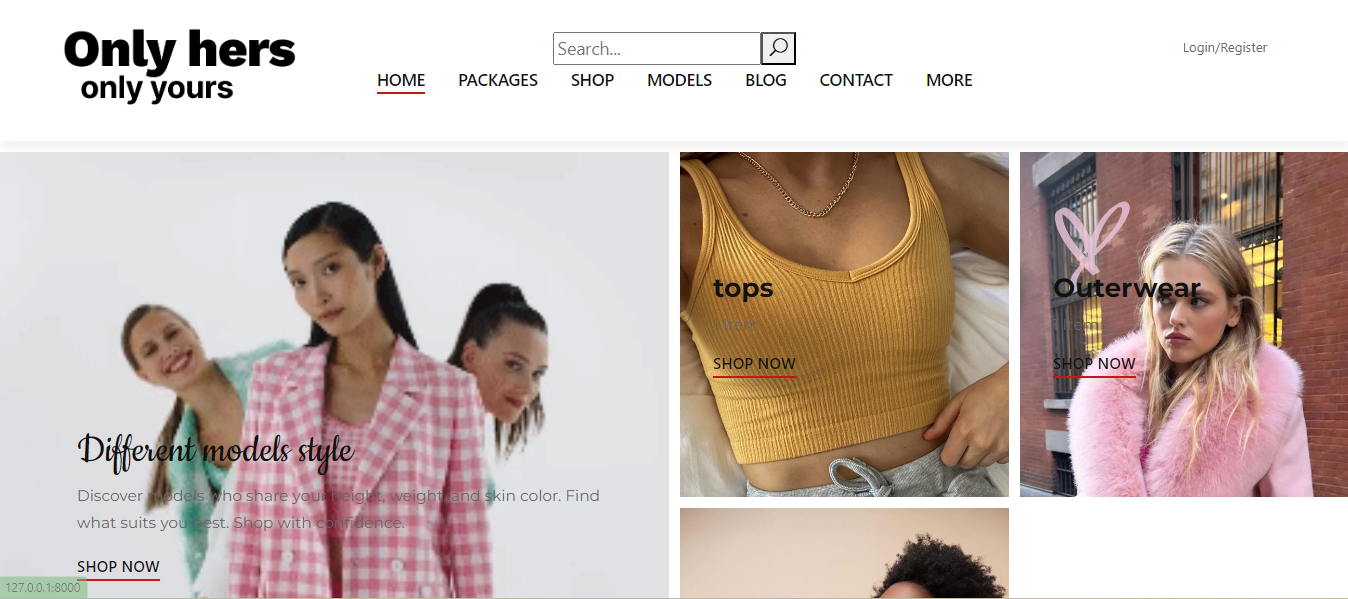 Only hers
only yours
Search...
Login/Register
HOME PACKAGES SHOP MODELS BLOG CONTACT MORE
Different models style
Discover models who share your height, weight, and skin color. Find
what suits you best. Shop with confidence.
SHOP NOW
tops
SHOP NOW
Outerwear
SHOP NOW
127.0.0.1:8000